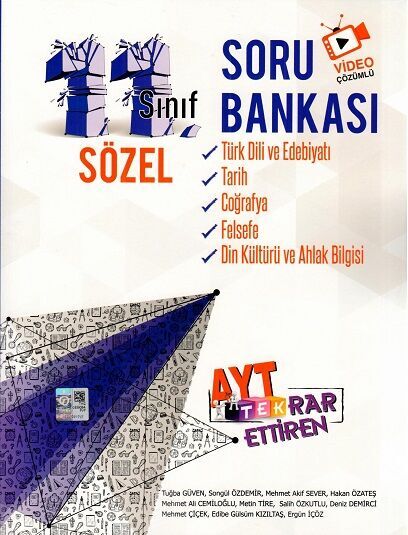 11.
Sınıf
SÖZEL
SORU
BANKASI
VİDEO
ÇÖZÜMLÜ
Türk Dili ve Edebiyatı
Tarih
Coğrafya
Felsefe
Din Kültürü ve Ahlak Bilgisi
AYT
TEKRAR
ETTİREN
Tuğba GÜVEN, Songül ÖZDEMİR, Mehmet Akif SEVER, Hakan ÖZATEŞ
Mehmet Ali CEMİLOĞLU, Metin TİRE, Salih ÖZKUTLU, Deniz DEMİRCİ
Mehmet ÇİÇEK, Edibe Gülsüm KIZILTAŞ, Ergün İÇÖZ